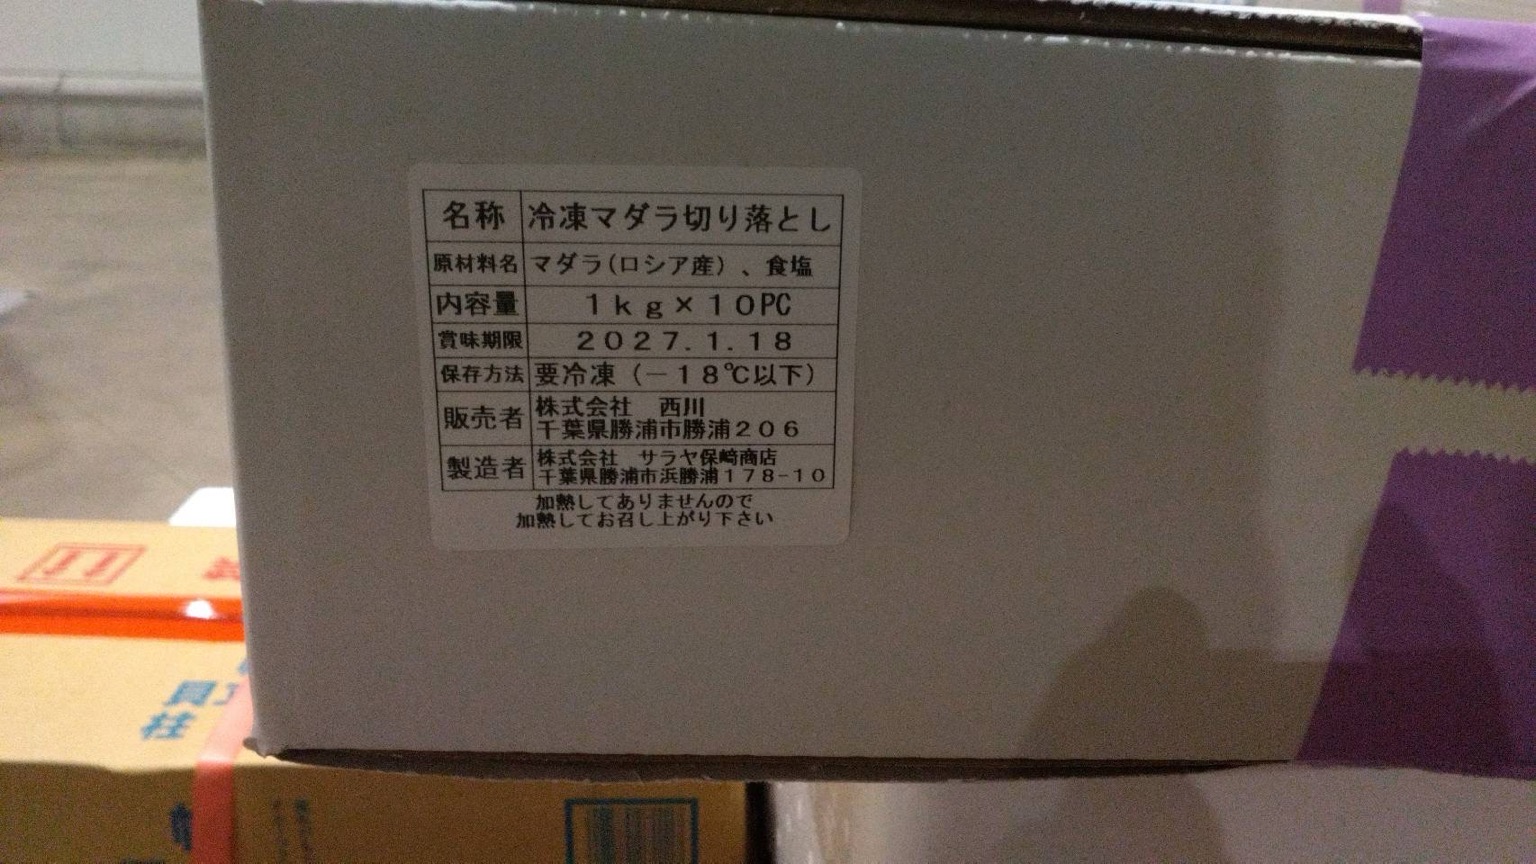 名称 冷凍マダラ切り落とし
原材料名 マダラ(ロシア産)、食塩
内容量 1kg×10PC
賞味期限 2027.1.18
保存方法 要冷凍(-18℃以下)
販売者 株式会社 西川
千葉県勝浦市勝浦206
製造者 株式会社 サラヤ保崎商店
千葉県勝浦市浜勝浦178-10
加熱してありませんので
加熱してお召し上がり下さい
貝
柱